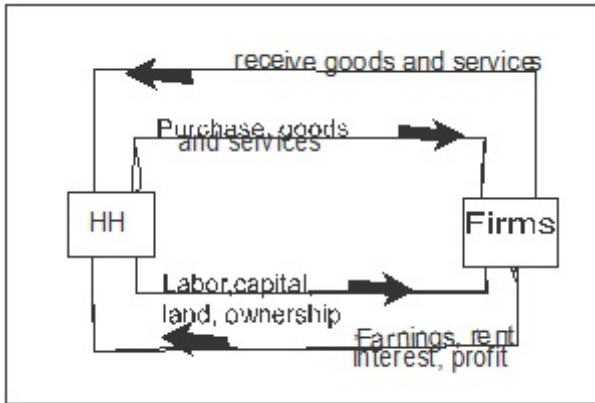 receive goods and services
Purchase, goods
and services
HH
Firms
Labor,capital,
land, ownership
Earnings, rent
interest, profit